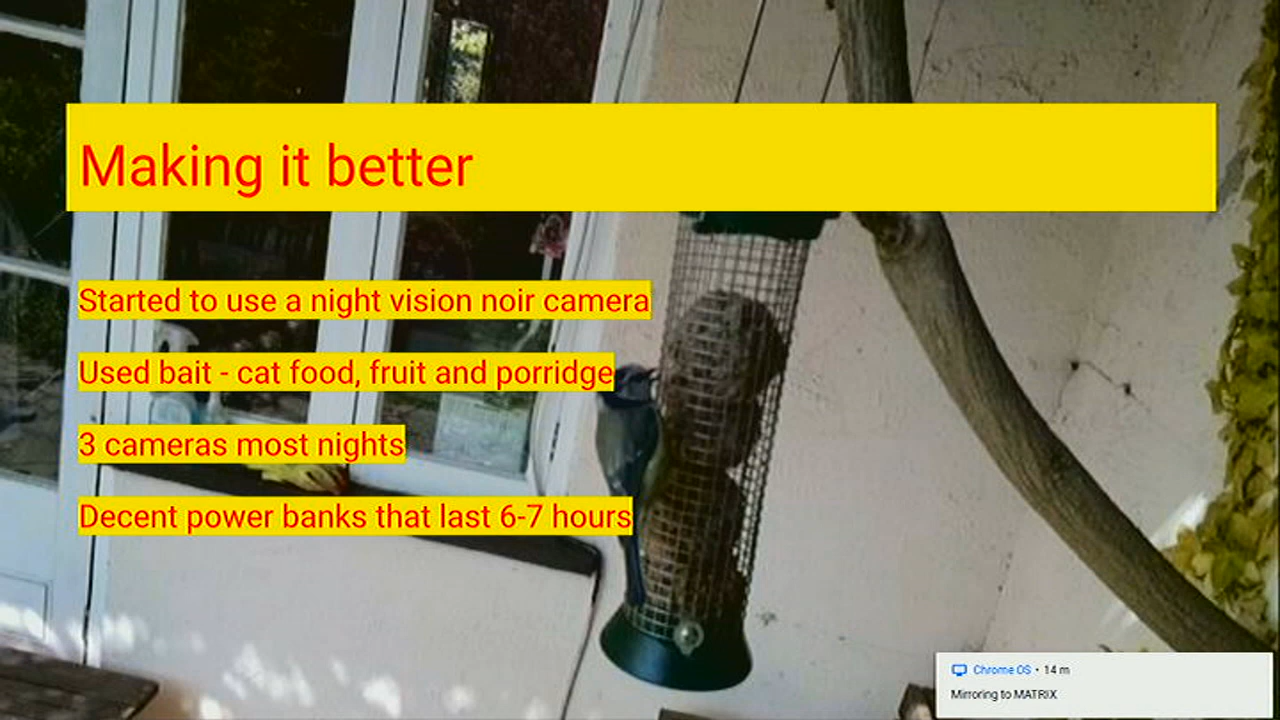 Making it better
Started to use a night vision noir camera
Used bait - cat food, fruit and porridge
3 cameras most nights
Decent power banks that last 6-7 hours
Chrome OS • 14 m
Mirroring to MATRIX